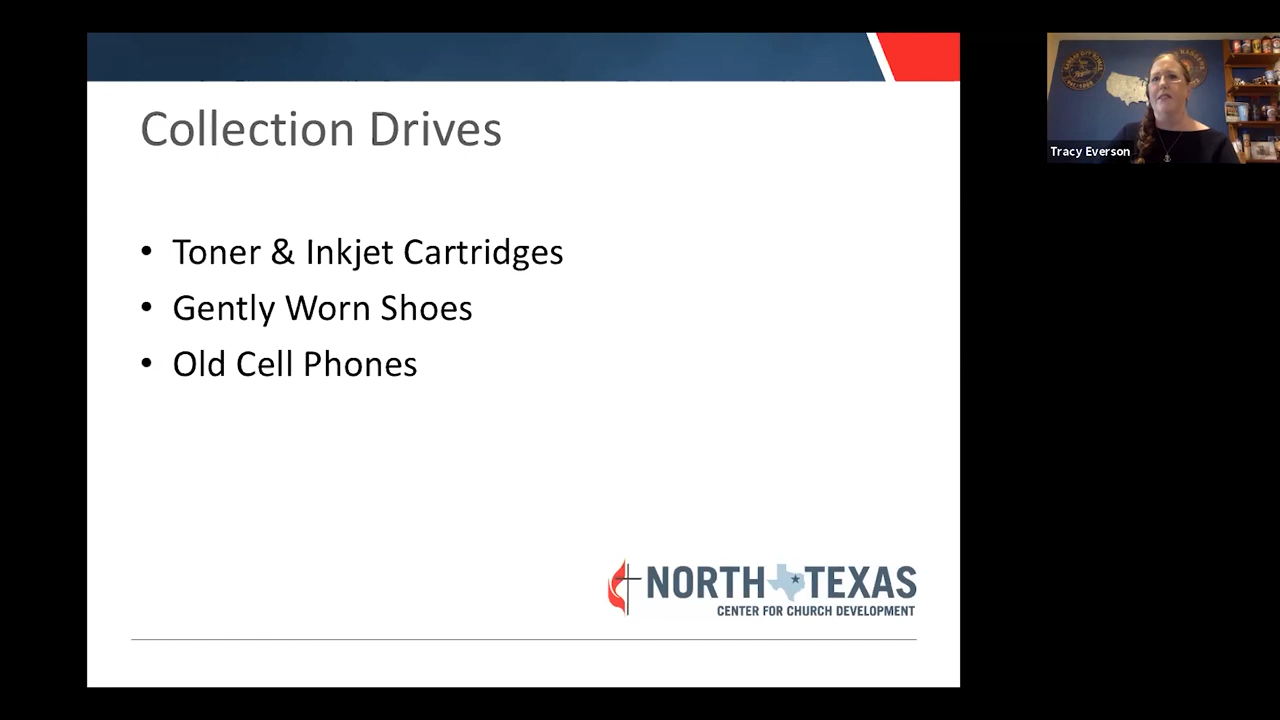 Collection Drives
• Toner & Inkjet Cartridges
• Gently Worn Shoes
• Old Cell Phones
NORTH TEXAS
CENTER FOR CHURCH DEVELOPMENT
Tracy Everson